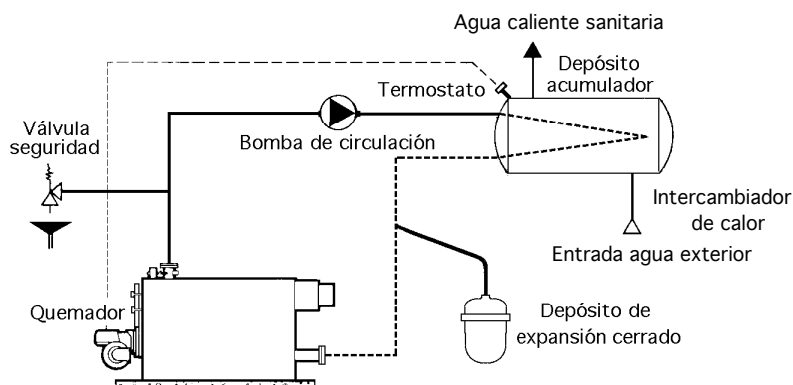 Agua caliente sanitaria
Depósito
acumulador
Termostato
Válvula
seguridad
Bomba de circulación
Intercambiador
de calor
Entrada agua exterior
Quemador
Depósito de
expansión cerrado